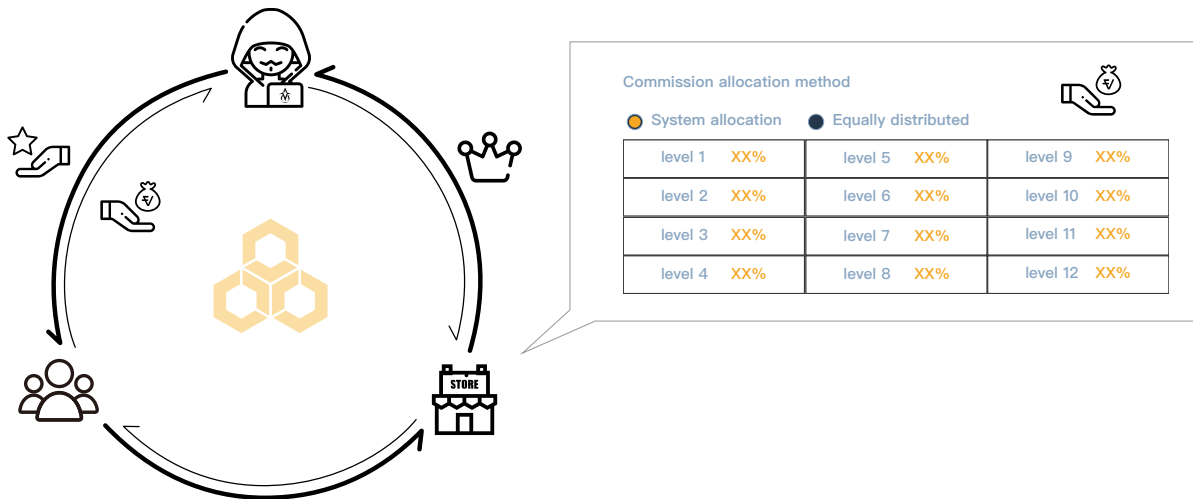 Commission allocation method
System allocation Equally distributed
level 1 XX% level 5 XX% level 9 XX%
level 2 XX% level 6 XX% level 10 XX%
level 3 XX% level 7 XX% level 11 XX%
level 4 XX% level 8 XX% level 12 XX%
STORE